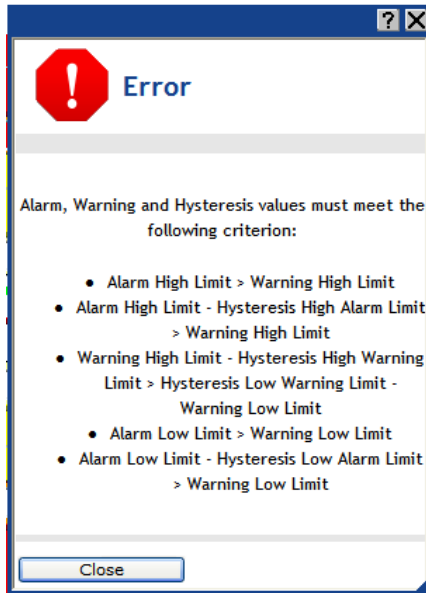 Error
Alarm, Warning and Hysteresis values must meet the
following criterion:
● Alarm High Limit > Warning High Limit
● Alarm High Limit - Hysteresis High Alarm Limit
> Warning High Limit
● Warning High Limit - Hysteresis High Warning
Limit > Hysteresis Low Warning Limit -
Warning Low Limit
● Alarm Low Limit > Warning Low Limit
● Alarm Low Limit - Hysteresis Low Alarm Limit
> Warning Low Limit
Close